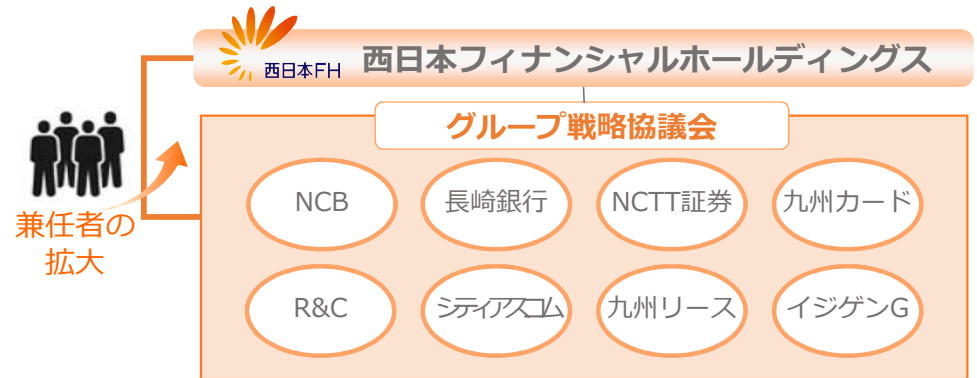 西日本FH
西日本フィナンシャルホールディングス
グループ戦略協議会
兼任者の
拡大
NCB
長崎銀行
NCTT証券
九州カード
R&C
シティアスコム
九州リース
イジゲンG